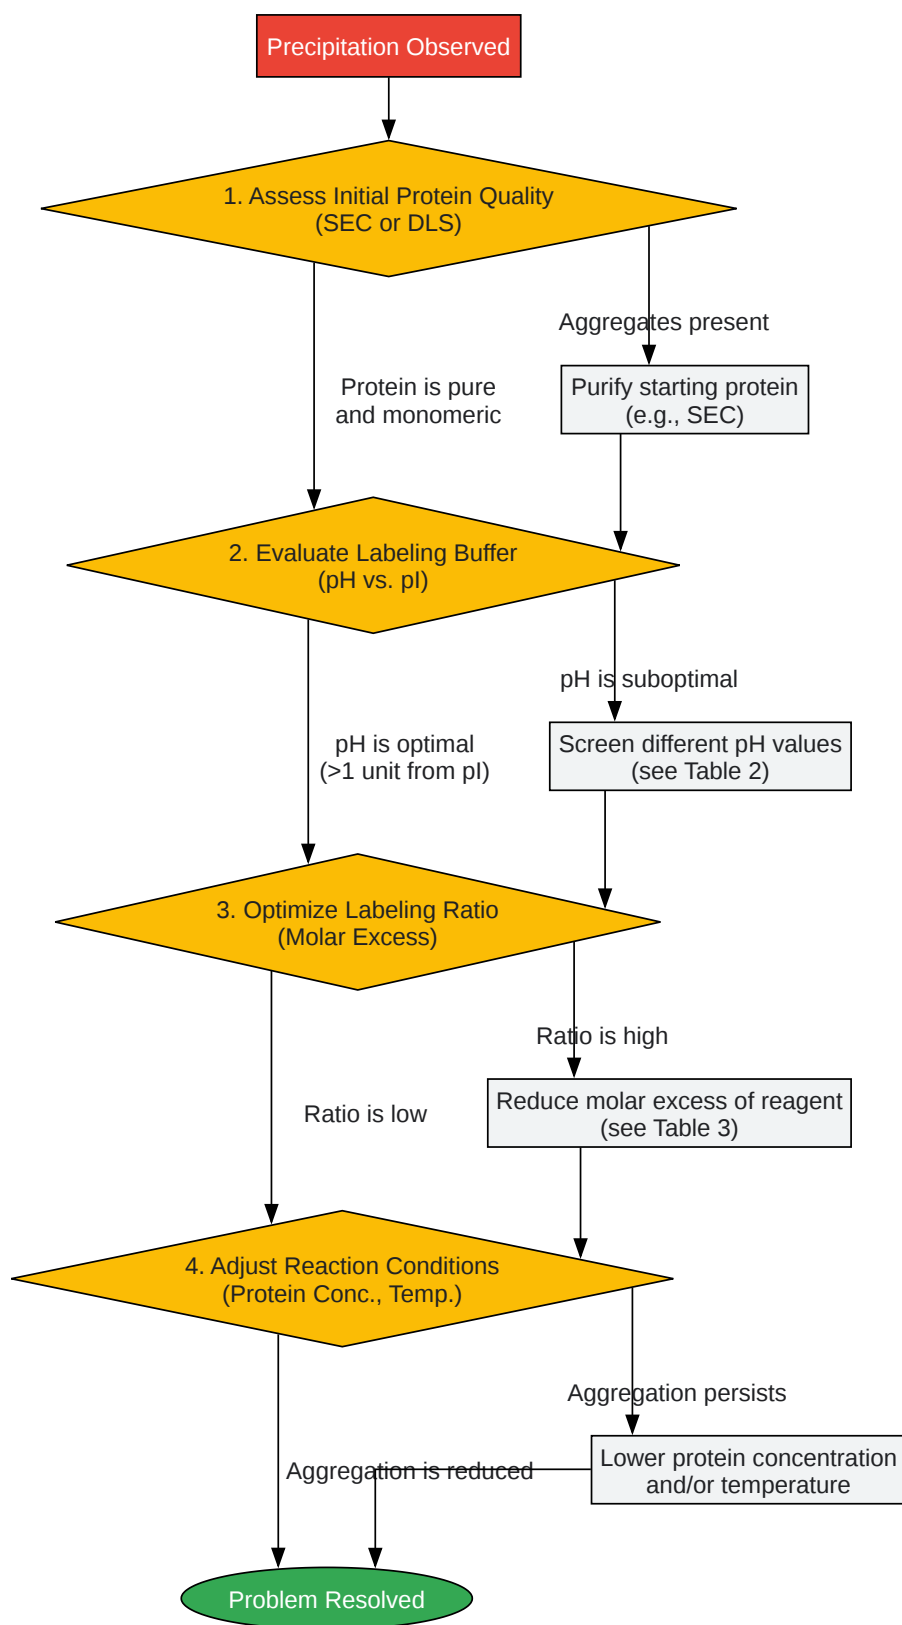 Precipitation Observed
1. Assess Initial Protein Quality
(SEC or DLS)
Aggregates present
Protein is pure
and monomeric
Purify starting protein
(e.g., SEC)
2. Evaluate Labeling Buffer
(pH vs. pI)
pH is suboptimal
pH is optimal
(>1 unit from pI)
Screen different pH values
(see Table 2)
3. Optimize Labeling Ratio
(Molar Excess)
Ratio is high
Ratio is low
Reduce molar excess of reagent
(see Table 3)
4. Adjust Reaction Conditions
(Protein Conc., Temp.)
Aggregation persists
Aggregation is reduced
Lower protein concentration
and/or temperature
Problem Resolved